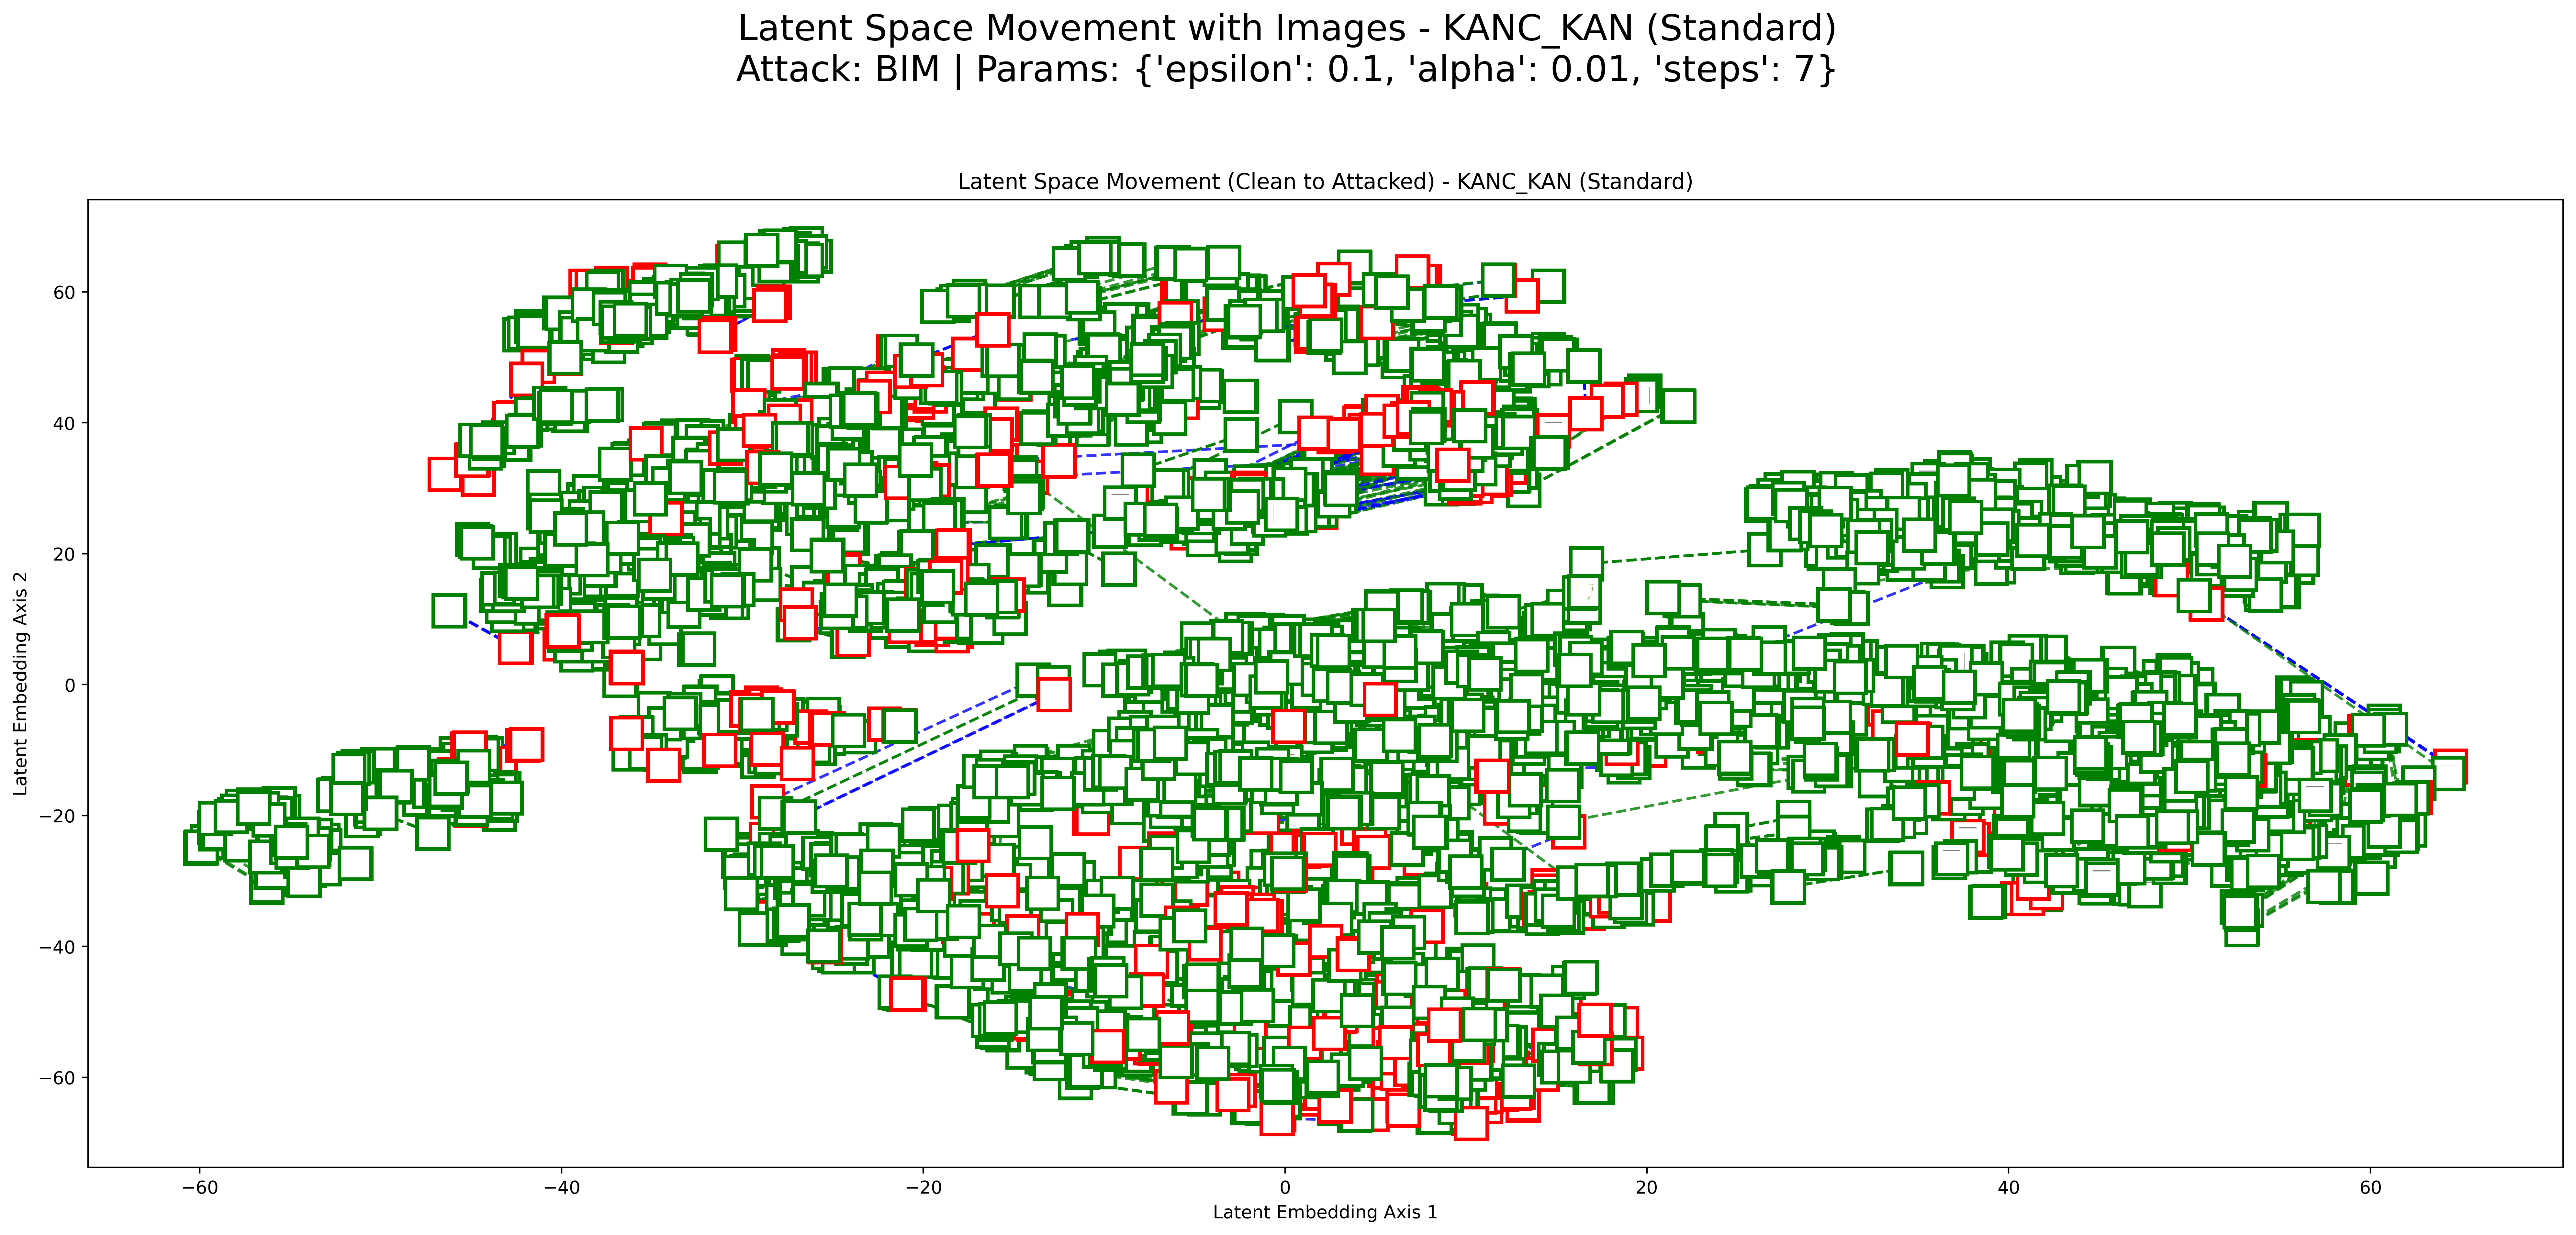 Latent Space Movement with Images - KANC_KAN (Standard)
Attack: BIM | Params: {'epsilon': 0.1, 'alpha': 0.01, 'steps': 7}
Latent Space Movement (Clean to Attacked) - KANC_KAN (Standard)
Latent Embedding Axis 2
60
40
20
0
−20
−40
−60
−60
−40
−20
0
20
40
60
Latent Embedding Axis 1